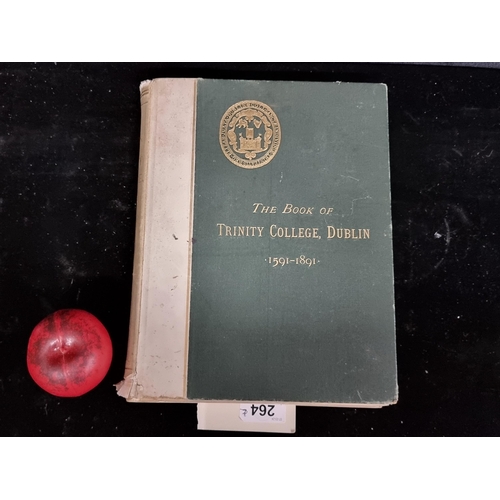 The Book of
Trinity College, Dublin
·1591–1891·
264